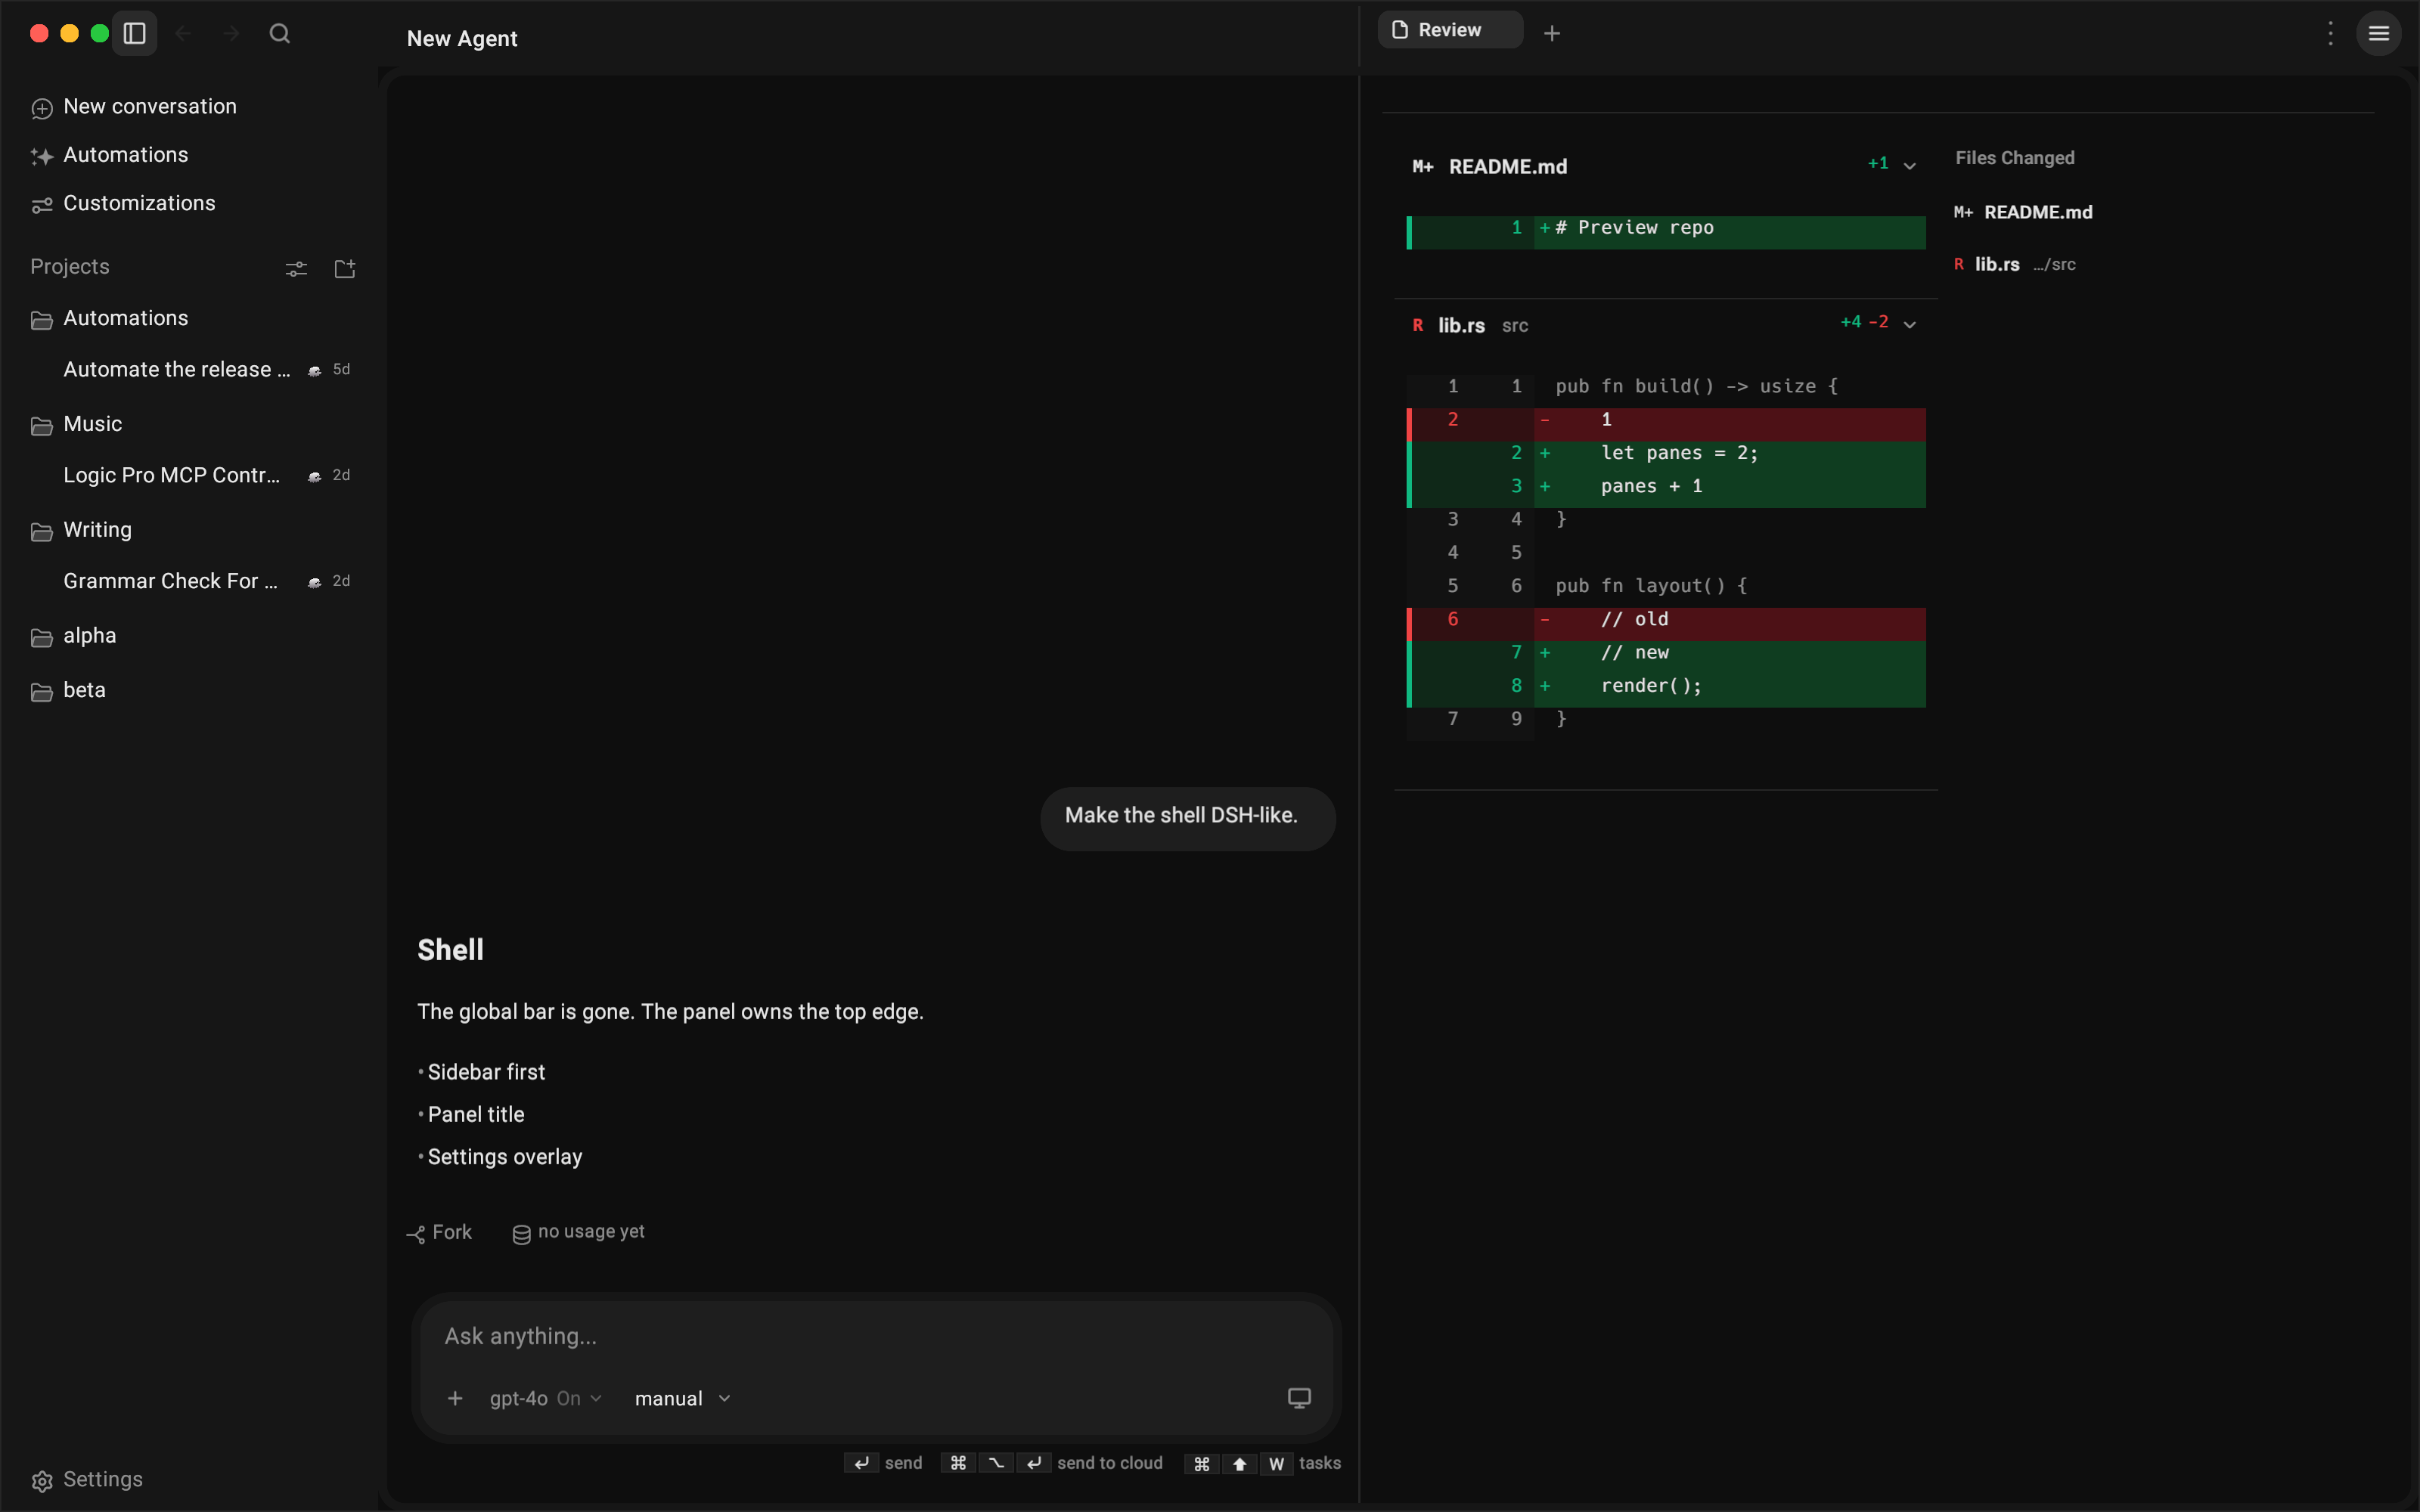 New Agent
Review
New conversation
Automations
Customizations
Projects
Automations
Automate the release ... 5d
Music
Logic Pro MCP Contr... 2d
Writing
Grammar Check For ... 2d
alpha
beta
Settings
Make the shell DSH-like.
Shell
The global bar is gone. The panel owns the top edge.
• Sidebar first
• Panel title
• Settings overlay
Fork no usage yet
Ask anything...
+ gpt-4o On manual
send ⌘ ⌥ send to cloud ⌘ W tasks
M+ README.md +1
1 + # Preview repo
R lib.rs src +4 -2
1 1 pub fn build() -> usize {
2 - 1
2 + let panes = 2;
3 + panes + 1
3 4 }
4 5
5 6 pub fn layout() {
6 - // old
7 + // new
8 + render();
7 9 }
Files Changed
M+ README.md
R lib.rs .../src